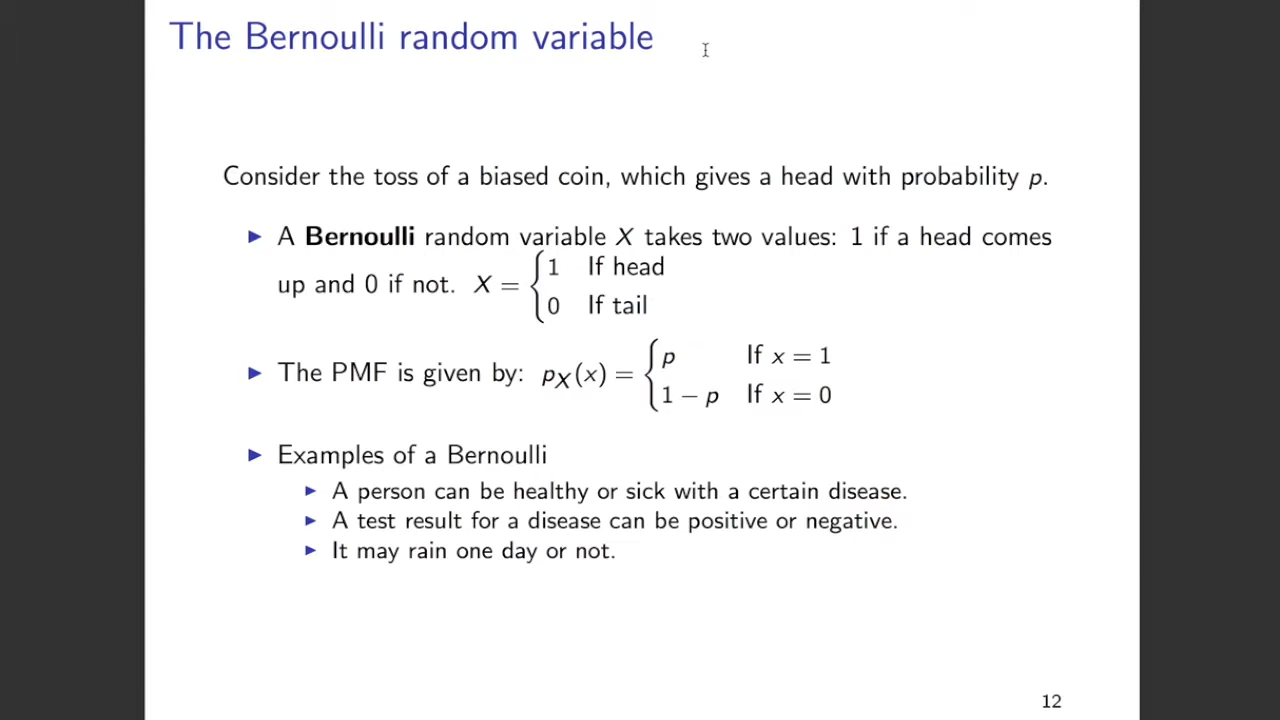 The Bernoulli random variable
Consider the toss of a biased coin, which gives a head with probability p.
▶ A Bernoulli random variable X takes two values: 1 if a head comes
up and 0 if not. X = { 1 If head
0 If tail
▶ The PMF is given by: pX(x) = { p If x = 1
1 − p If x = 0
▶ Examples of a Bernoulli
▶ A person can be healthy or sick with a certain disease.
▶ A test result for a disease can be positive or negative.
▶ It may rain one day or not.
12